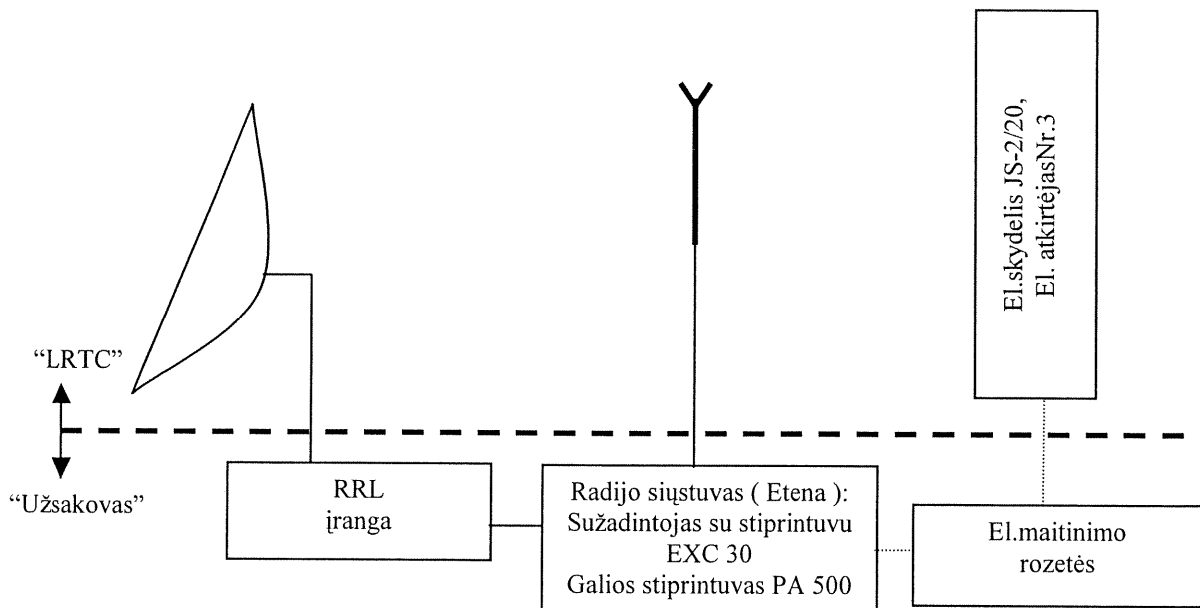 El.skydelis JS-2/20,
El. atkirtėjasNr.3
“LRTC”
“Užsakovas”
RRL
įranga
Radijo siųstuvas ( Etena ):
Sužadintojas su stiprintuvu
EXC 30
Galios stiprintuvas PA 500
El.maitinimo
rozetės